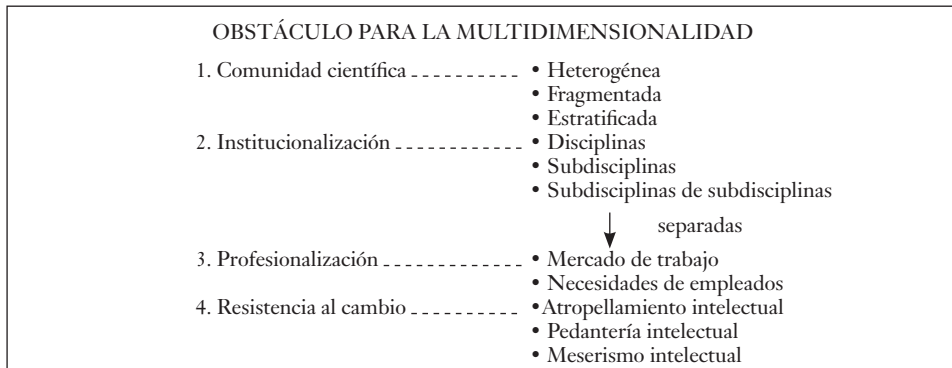 OBSTÁCULO PARA LA MULTIDIMENSIONALIDAD
1. Comunidad científica ---------- • Heterogénea
• Fragmentada
• Estratificada
2. Institucionalización ------------ • Disciplinas
• Subdisciplinas
• Subdisciplinas de subdisciplinas
separadas
3. Profesionalización ------------- • Mercado de trabajo
• Necesidades de empleados
4. Resistencia al cambio ---------- •Atropellamiento intelectual
• Pedantería intelectual
• Meserismo intelectual